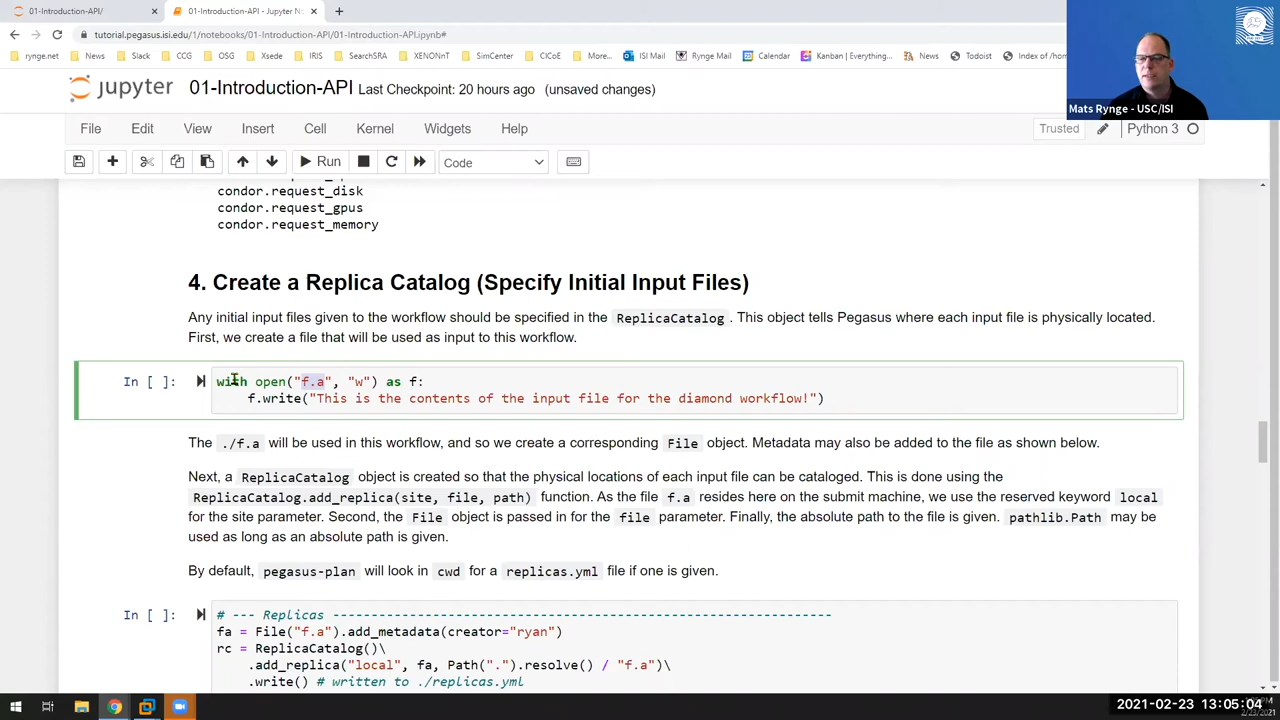 01-Introduction-API/
01-Introduction-API - Jupyter N
tutorial.pegasus.isi.edu/1/notebooks/01-Introduction-API/01-Introduction-API.ipynb#
rynge.net News Slack CCG OSG Xsede IRIS SearchSRA XENONnT SimCenter CICoE More... ISI Mail Rynge Mail Calendar Kanban | Everything... News Todoist Index of /hom
Mats Rynge - USC/ISI
jupyter 01-Introduction-API Last Checkpoint: 20 hours ago (unsaved changes)
File Edit View Insert Cell Kernel Widgets Help Trusted Python 3
Run Code
condor.request_disk
condor.request_gpus
condor.request_memory
4. Create a Replica Catalog (Specify Initial Input Files)
Any initial input files given to the workflow should be specified in the ReplicaCatalog . This object tells Pegasus where each input file is physically located.
First, we create a file that will be used as input to this workflow.
In [ ]: with open("f.a", "w") as f:
f.write("This is the contents of the input file for the diamond workflow!")
The ./f.a will be used in this workflow, and so we create a corresponding File object. Metadata may also be added to the file as shown below.
Next, a ReplicaCatalog object is created so that the physical locations of each input file can be cataloged. This is done using the
ReplicaCatalog.add_replica(site, file, path) function. As the file f.a resides here on the submit machine, we use the reserved keyword local
for the site parameter. Second, the File object is passed in for the file parameter. Finally, the absolute path to the file is given. pathlib.Path may be
used as long as an absolute path is given.
By default, pegasus-plan will look in cwd for a replicas.yml file if one is given.
In [ ]: # --- Replicas -----------------------------------------------------------------
fa = File("f.a").add_metadata(creator="ryan")
rc = ReplicaCatalog()\
.add_replica("local", fa, Path(".").resolve() / "f.a")\
.write() # written to ./replicas.yml
2021-02-23 13:05:04
2/23/2021